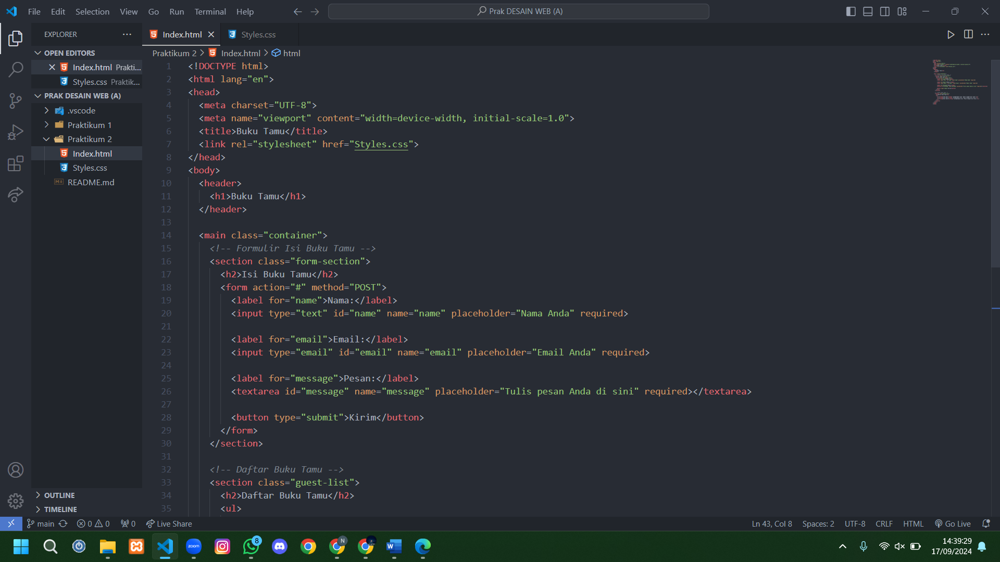 File Edit Selection View Go Run Terminal Help
Prak DESAIN WEB (A)
EXPLORER
OPEN EDITORS
Index.html Prakti...
Styles.css Praktik...
PRAK DESAIN WEB (A)
.vscode
Praktikum 1
Praktikum 2
Index.html
Styles.css
README.md
OUTLINE
TIMELINE
Index.html
Styles.css
Praktikum 2 > Index.html > html
1 <!DOCTYPE html>
2 <html lang="en">
3 <head>
4 <meta charset="UTF-8">
5 <meta name="viewport" content="width=device-width, initial-scale=1.0">
6 <title>Buku Tamu</title>
7 <link rel="stylesheet" href="Styles.css">
8 </head>
9 <body>
10 <header>
11 <h1>Buku Tamu</h1>
12 </header>
13
14 <main class="container">
15 <!-- Formulir Isi Buku Tamu -->
16 <section class="form-section">
17 <h2>Isi Buku Tamu</h2>
18 <form action="#" method="POST">
19 <label for="name">Nama:</label>
20 <input type="text" id="name" name="name" placeholder="Nama Anda" required>
21
22 <label for="email">Email:</label>
23 <input type="email" id="email" name="email" placeholder="Email Anda" required>
24
25 <label for="message">Pesan:</label>
26 <textarea id="message" name="message" placeholder="Tulis pesan Anda di sini" required></textarea>
27
28 <button type="submit">Kirim</button>
29 </form>
30 </section>
31
32 <!-- Daftar Buku Tamu -->
33 <section class="guest-list">
34 <h2>Daftar Buku Tamu</h2>
35 <ul>
main 0 0 0 Live Share
Ln 43, Col 8 Spaces: 2 UTF-8 CRLF HTML Go Live
zoom
8
N
W
14:39:29
17/09/2024